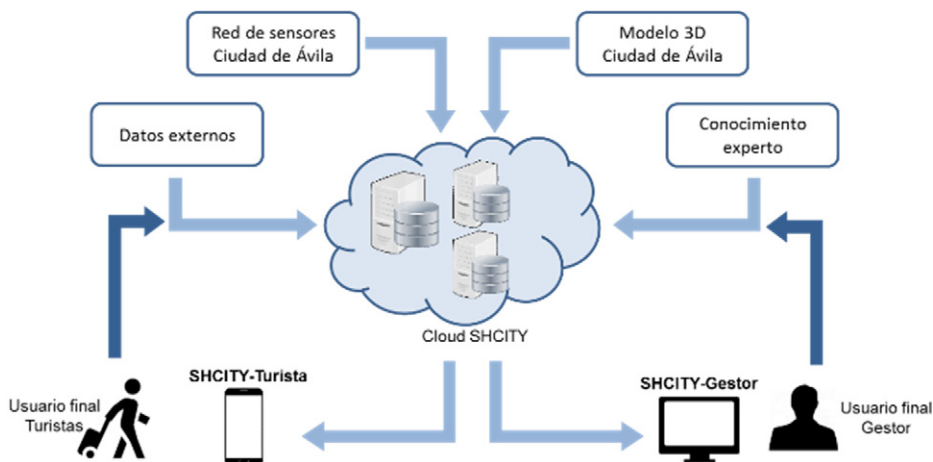 Red de sensores
Ciudad de Ávila
Modelo 3D
Ciudad de Ávila
Datos externos
Conocimiento
experto
Cloud SHCITY
SHCITY-Turista
SHCITY-Gestor
Usuario final
Turistas
Usuario final
Gestor